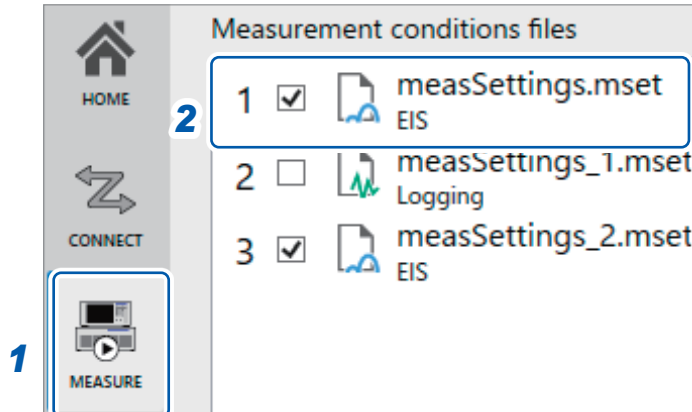 Measurement conditions files
HOME
1 measSettings.mset
2
EIS
2 measSettings_1.mset
Logging
CONNECT
3 measSettings_2.mset
EIS
1
MEASURE